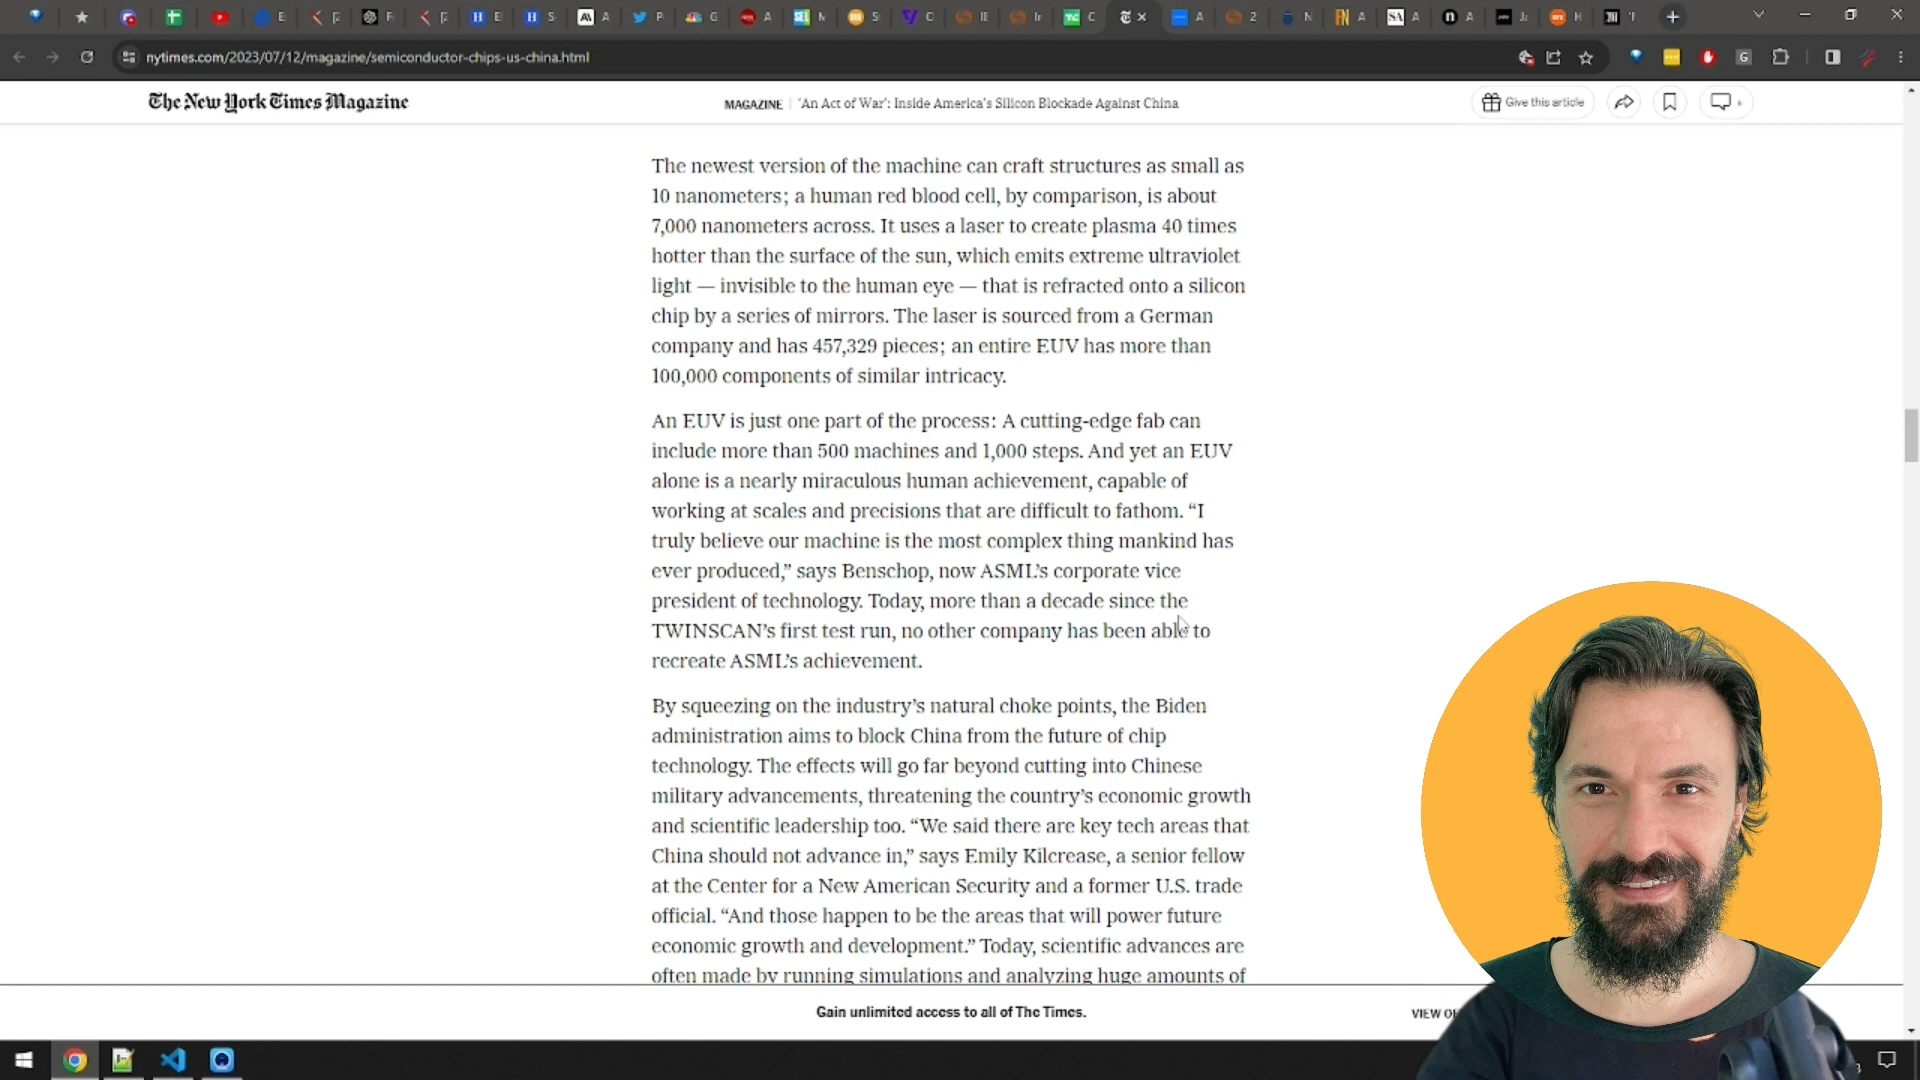 nytimes.com/2023/07/12/magazine/semiconductor-chips-us-china.html
The New York Times Magazine
MAGAZINE | ‘An Act of War’: Inside America’s Silicon Blockade Against China
Give this article
The newest version of the machine can craft structures as small as
10 nanometers; a human red blood cell, by comparison, is about
7,000 nanometers across. It uses a laser to create plasma 40 times
hotter than the surface of the sun, which emits extreme ultraviolet
light — invisible to the human eye — that is refracted onto a silicon
chip by a series of mirrors. The laser is sourced from a German
company and has 457,329 pieces; an entire EUV has more than
100,000 components of similar intricacy.
An EUV is just one part of the process: A cutting-edge fab can
include more than 500 machines and 1,000 steps. And yet an EUV
alone is a nearly miraculous human achievement, capable of
working at scales and precisions that are difficult to fathom. “I
truly believe our machine is the most complex thing mankind has
ever produced,” says Benschop, now ASML’s corporate vice
president of technology. Today, more than a decade since the
TWINSCAN’s first test run, no other company has been able to
recreate ASML’s achievement.
By squeezing on the industry’s natural choke points, the Biden
administration aims to block China from the future of chip
technology. The effects will go far beyond cutting into Chinese
military advancements, threatening the country’s economic growth
and scientific leadership too. “We said there are key tech areas that
China should not advance in,” says Emily Kilcrease, a senior fellow
at the Center for a New American Security and a former U.S. trade
official. “And those happen to be the areas that will power future
economic growth and development.” Today, scientific advances are
often made by running simulations and analyzing huge amounts of
Gain unlimited access to all of The Times.
VIEW